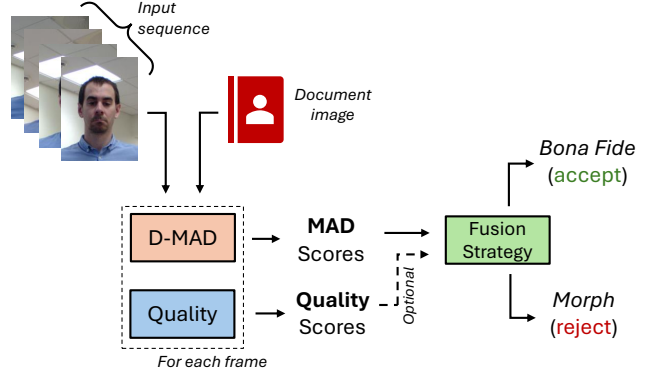 Input
sequence
Document
image
D-MAD
MAD
Scores
Quality
Quality
Scores
For each frame
Optional
Fusion
Strategy
Bona Fide
(accept)
Morph
(reject)